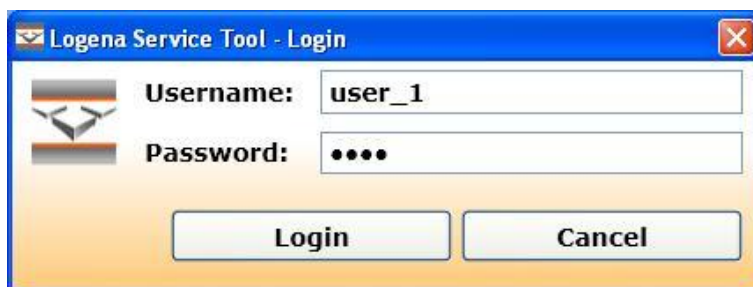 Logena Service Tool - Login
Username: user_1
Password: ••••
Login Cancel